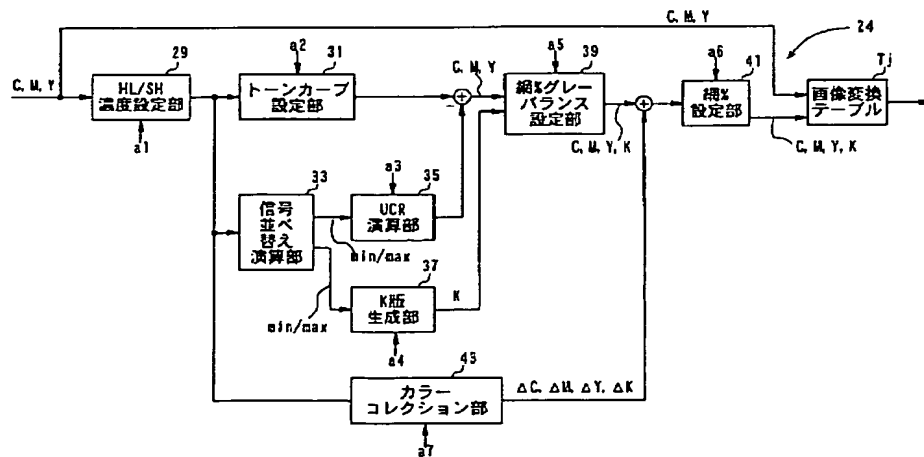 C, M, Y
24
29
a2
31
a5
39
a6
41
Tj
C, M, Y
HL/SH
濃度設定部
トーンカーブ
設定部
C, M, Y
網%グレー
バランス
設定部
網%
設定部
画像変換
テーブル
a1
C, M, Y, K
C, M, Y, K
33
a3
35
信号
並べ
替え
演算部
UCR
演算部
min/max
37
K版
生成部
K
min/max
a4
43
カラー
コレクション部
ΔC, ΔM, ΔY, ΔK
a7